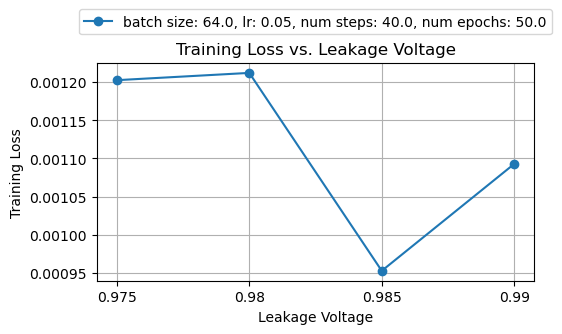 batch size: 64.0, lr: 0.05, num steps: 40.0, num epochs: 50.0
Training Loss vs. Leakage Voltage
0.00120
0.00115
0.00110
0.00105
0.00100
0.00095
Training Loss
0.975
0.98
0.985
0.99
Leakage Voltage